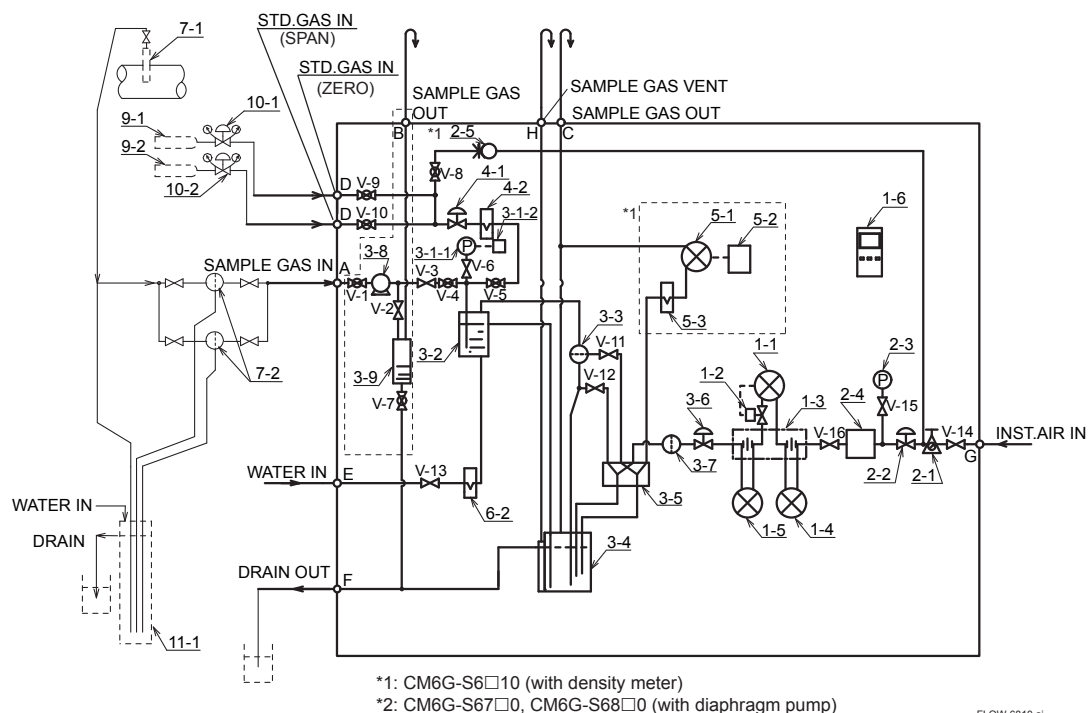 STD.GAS IN
(SPAN)
7-1
STD.GAS IN
(ZERO)
10-1
SAMPLE GAS
OUT
SAMPLE GAS VENT
SAMPLE GAS OUT
9-1
B
*1
2-5
H
C
9-2
V-8
4-1
10-2
D
V-9
4-2
1-6
D
V-10
3-1-2
*1
5-1
5-2
3-8
3-1-1
P
V-6
SAMPLE GAS IN
A
V-3
V-1
V-4
V-5
5-3
V-2
3-3
V-11
1-1
2-3
3-2
7-2
3-9
V-12
1-2
1-3
P
2-4
V-7
3-6
V-15
V-16
V-14
INST.AIR IN
G
3-7
2-2
2-1
WATER IN
E
V-13
3-5
6-2
1-5
1-4
WATER IN
DRAIN
3-4
DRAIN OUT
F
11-1
*1: CM6G-S6□10 (with density meter)
*2: CM6G-S67□0, CM6G-S68□0 (with diaphragm pump)